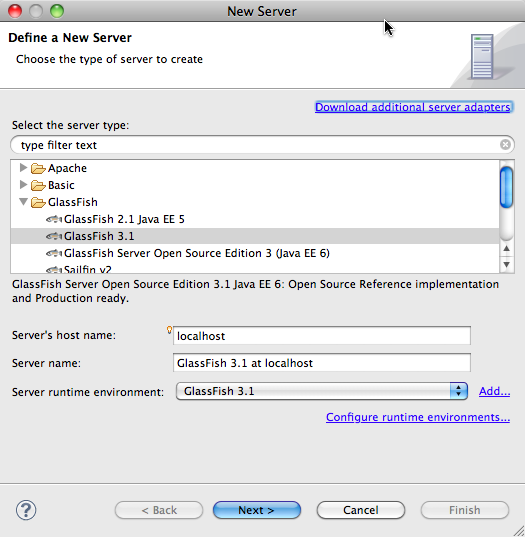 New Server
Define a New Server
Choose the type of server to create
Download additional server adapters
Select the server type:
type filter text
Apache
Basic
GlassFish
GlassFish 2.1 Java EE 5
GlassFish 3.1
GlassFish Server Open Source Edition 3 (Java EE 6)
Sailfin v2
GlassFish Server Open Source Edition 3.1 Java EE 6: Open Source Reference implementation
and Production ready.
Server's host name: localhost
Server name: GlassFish 3.1 at localhost
Server runtime environment: GlassFish 3.1 Add...
Configure runtime environments...
? < Back Next > Cancel Finish